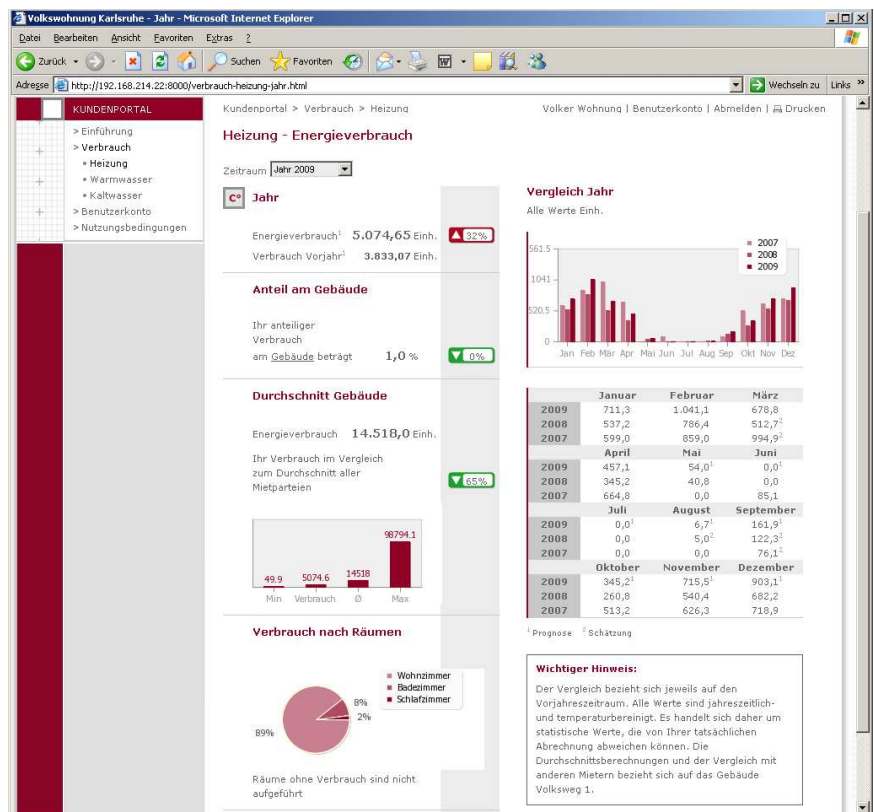 Volkswohnung Karlsruhe - Jahr - Microsoft Internet Explorer
Datei Bearbeiten Ansicht Favoriten Extras ?
Zurück Suchen Favoriten
Adresse http://192.168.214.22:8000/verbrauch-heizung-jahr.html Wechseln zu Links »
KUNDENPORTAL
> Einführung
> Verbrauch
• Heizung
• Warmwasser
• Kaltwasser
> Benutzerkonto
> Nutzungsbedingungen
Kundenportal > Verbrauch > Heizung
Volker Wohnung | Benutzerkonto | Abmelden | Drucken
Heizung - Energieverbrauch
Zeitraum Jahr 2009
C° Jahr
Energieverbrauch¹ 5.074,65 Einh. 32%
Verbrauch Vorjahr¹ 3.833,07 Einh.
Anteil am Gebäude
Ihr anteiliger
Verbrauch
am Gebäude beträgt 1,0 % 0%
Durchschnitt Gebäude
Energieverbrauch 14.518,0 Einh.
Ihr Verbrauch im Vergleich
zum Durchschnitt aller
Mietparteien 65%
98794.1
49.9 5074.6 14518
Min Verbrauch Ø Max
Verbrauch nach Räumen
Wohnzimmer
Badezimmer
Schlafzimmer
8%
2%
89%
Räume ohne Verbrauch sind nicht
aufgeführt
Vergleich Jahr
Alle Werte Einh.
2007
2008
2009
561.5
1041
520.5
0
Jan Feb Mär Apr Mai Jun Jul Aug Sep Okt Nov Dez
Januar Februar März
2009 711,3 1.041,1 678,8
2008 537,2 786,4 512,7²
2007 599,0 859,0 994,9²
April Mai Juni
2009 457,1 54,0¹ 0,0¹
2008 345,2 40,8 0,0
2007 664,8 0,0 85,1
Juli August September
2009 0,0¹ 6,7¹ 161,9¹
2008 0,0 5,0² 122,3²
2007 0,0 0,0 76,1²
Oktober November Dezember
2009 345,2¹ 715,5¹ 903,1¹
2008 260,8 540,4 682,2
2007 513,2 626,3 718,9
¹ Prognose ² Schätzung
Wichtiger Hinweis:
Der Vergleich bezieht sich jeweils auf den
Vorjahreszeitraum. Alle Werte sind jahreszeitlich-
und temperaturbereinigt. Es handelt sich daher um
statistische Werte, die von Ihrer tatsächlichen
Abrechnung abweichen können. Die
Durchschnittsberechnungen und der Vergleich mit
anderen Mietern bezieht sich auf das Gebäude
Volksweg 1.